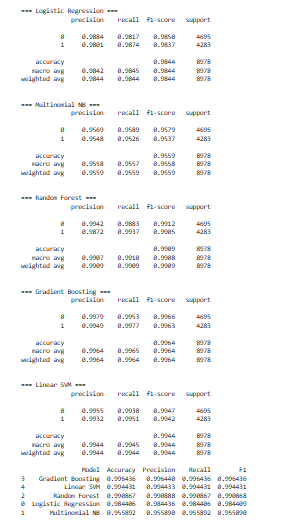 === Logistic Regression ===
precision recall f1-score support
0 0.9884 0.9817 0.9850 4695
1 0.9801 0.9874 0.9837 4283
accuracy 0.9844 8978
macro avg 0.9842 0.9845 0.9844 8978
weighted avg 0.9844 0.9844 0.9844 8978
=== Multinomial NB ===
precision recall f1-score support
0 0.9569 0.9589 0.9579 4695
1 0.9548 0.9526 0.9537 4283
accuracy 0.9559 8978
macro avg 0.9558 0.9557 0.9558 8978
weighted avg 0.9559 0.9559 0.9559 8978
=== Random Forest ===
precision recall f1-score support
0 0.9942 0.9883 0.9912 4695
1 0.9872 0.9937 0.9905 4283
accuracy 0.9909 8978
macro avg 0.9907 0.9910 0.9908 8978
weighted avg 0.9909 0.9909 0.9909 8978
=== Gradient Boosting ===
precision recall f1-score support
0 0.9979 0.9953 0.9966 4695
1 0.9949 0.9977 0.9963 4283
accuracy 0.9964 8978
macro avg 0.9964 0.9965 0.9964 8978
weighted avg 0.9964 0.9964 0.9964 8978
=== Linear SVM ===
precision recall f1-score support
0 0.9955 0.9938 0.9947 4695
1 0.9932 0.9951 0.9942 4283
accuracy 0.9944 8978
macro avg 0.9944 0.9945 0.9944 8978
weighted avg 0.9944 0.9944 0.9944 8978
Model Accuracy Precision Recall F1
3 Gradient Boosting 0.996436 0.996440 0.996436 0.996436
4 Linear SVM 0.994431 0.994433 0.994431 0.994431
2 Random Forest 0.990867 0.990888 0.990867 0.990868
0 Logistic Regression 0.984406 0.984436 0.984406 0.984409
1 Multinomial NB 0.955892 0.955890 0.955892 0.955890